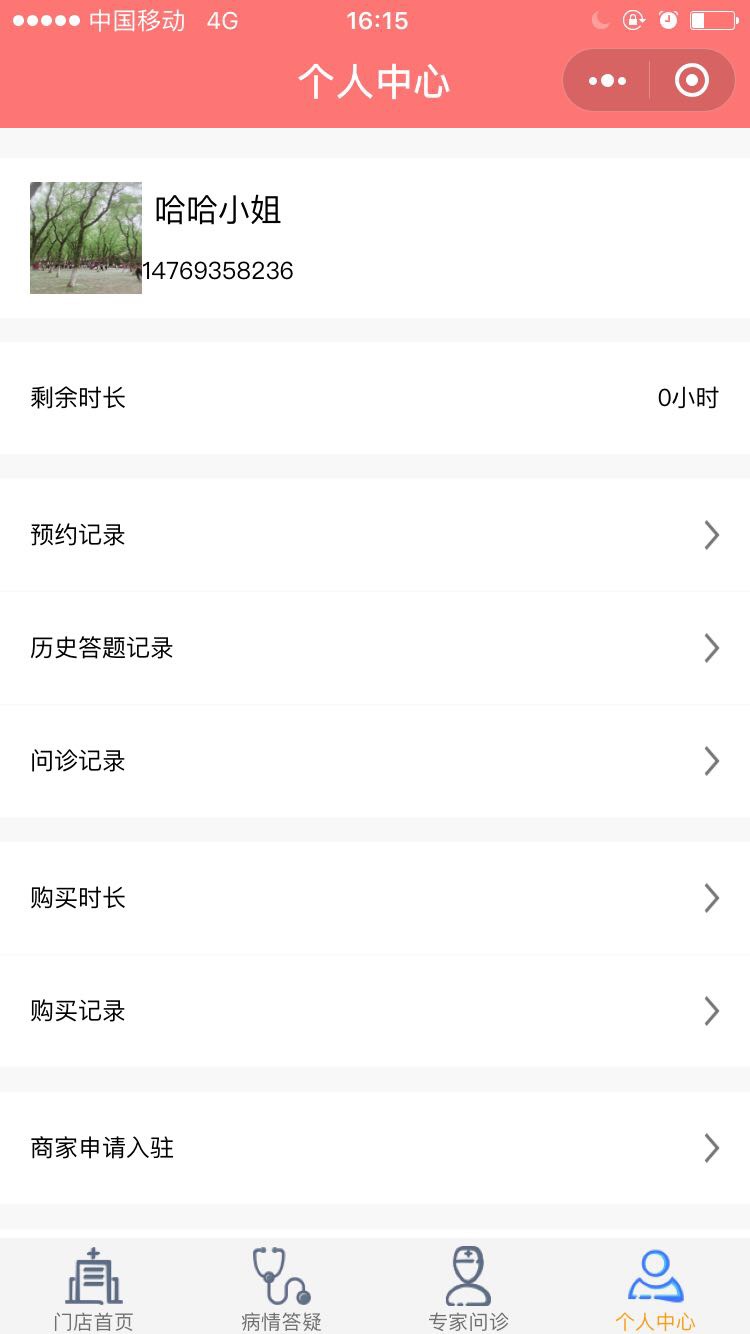 中国移动 4G 16:15
个人中心
哈哈小姐
14769358236
剩余时长 0小时
预约记录
历史答题记录
问诊记录
购买时长
购买记录
商家申请入驻
门店首页 病情答疑 专家问诊 个人中心